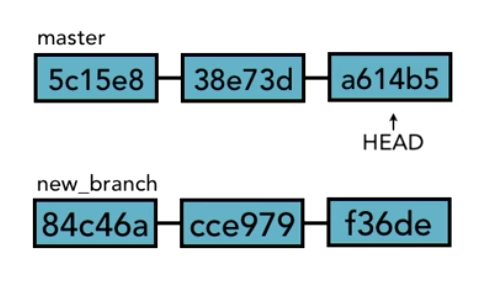 master
5c15e8 38e73d a614b5
HEAD
new_branch
84c46a cce979 f36de